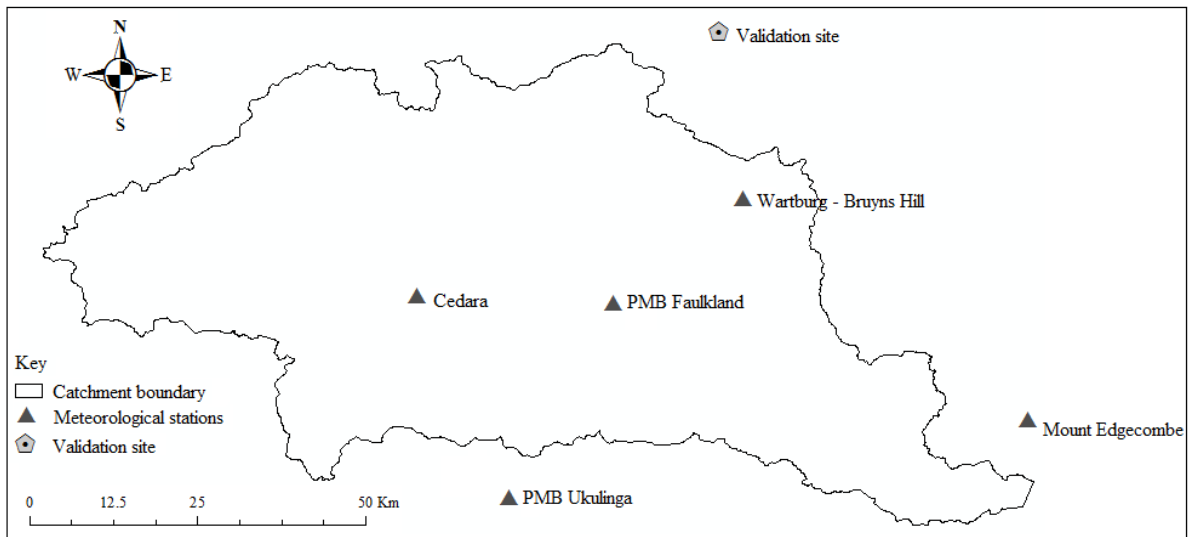 N
W E
S
Validation site
Wartburg - Bruyns Hill
Cedara
PMB Faulkland
Key
Catchment boundary
Meteorological stations
Validation site
Mount Edgecombe
PMB Ukulinga
0 12.5 25 50 Km